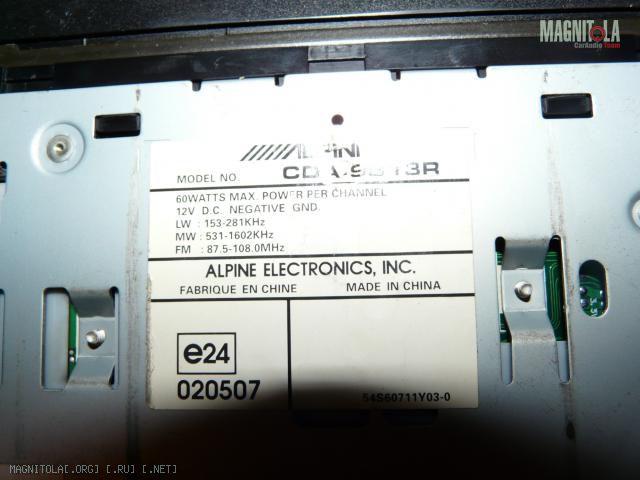 MAGNITOLA
CarAudio Team
ALPINE
MODEL NO.
60WATTS MAX. POWER PER CHANNEL
12V D.C. NEGATIVE GND.
LW : 153-281KHz
MW : 531-1602KHz
FM : 87.5-108.0MHz
ALPINE ELECTRONICS, INC.
FABRIQUE EN CHINE MADE IN CHINA
e24
020507
54S60711Y03-0
MAGNITOLA[.ORG] [.RU] [.NET]